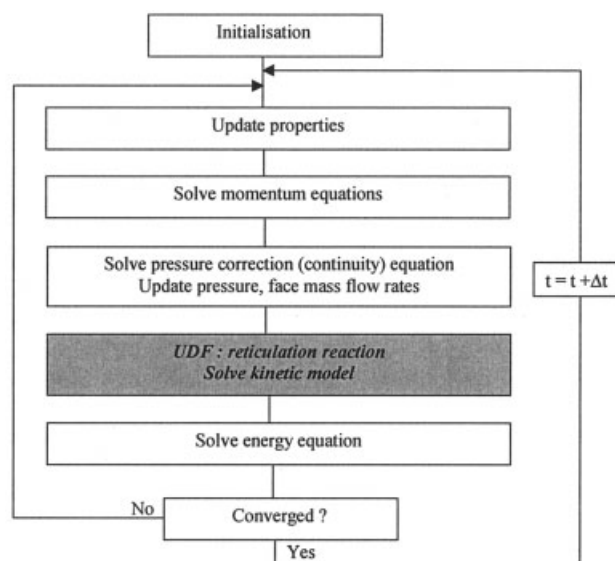 Initialisation
Update properties
Solve momentum equations
Solve pressure correction (continuity) equation
Update pressure, face mass flow rates
t = t +Δt
UDF : reticulation reaction
Solve kinetic model
Solve energy equation
No
Converged ?
Yes